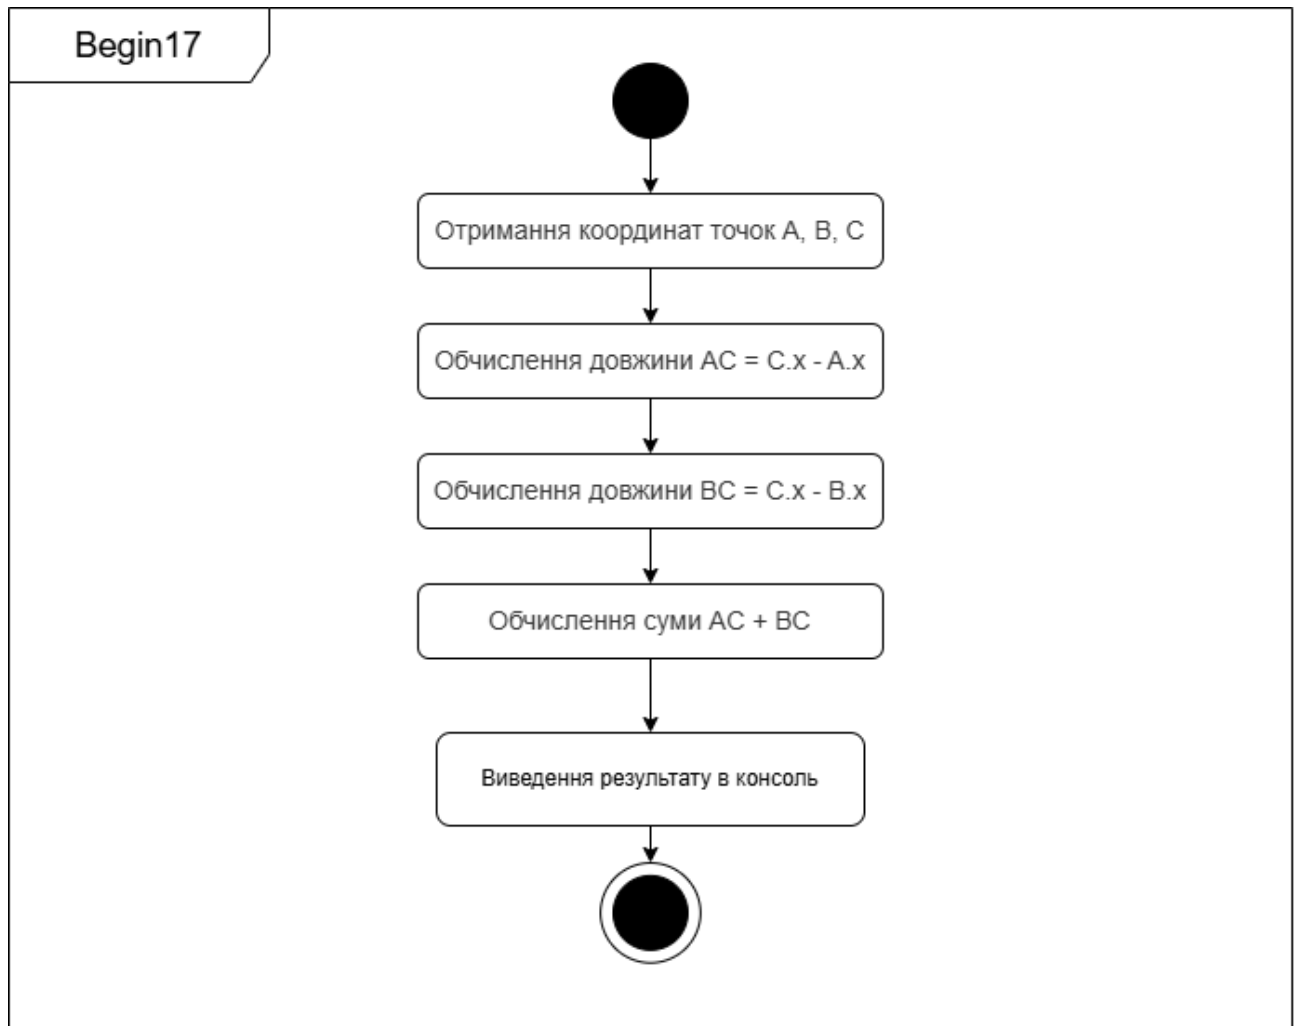 Begin17
Отримання координат точок A, B, C
Обчислення довжини AC = C.x - A.x
Обчислення довжини BC = C.x - B.x
Обчислення суми AC + BC
Виведення результату в консоль